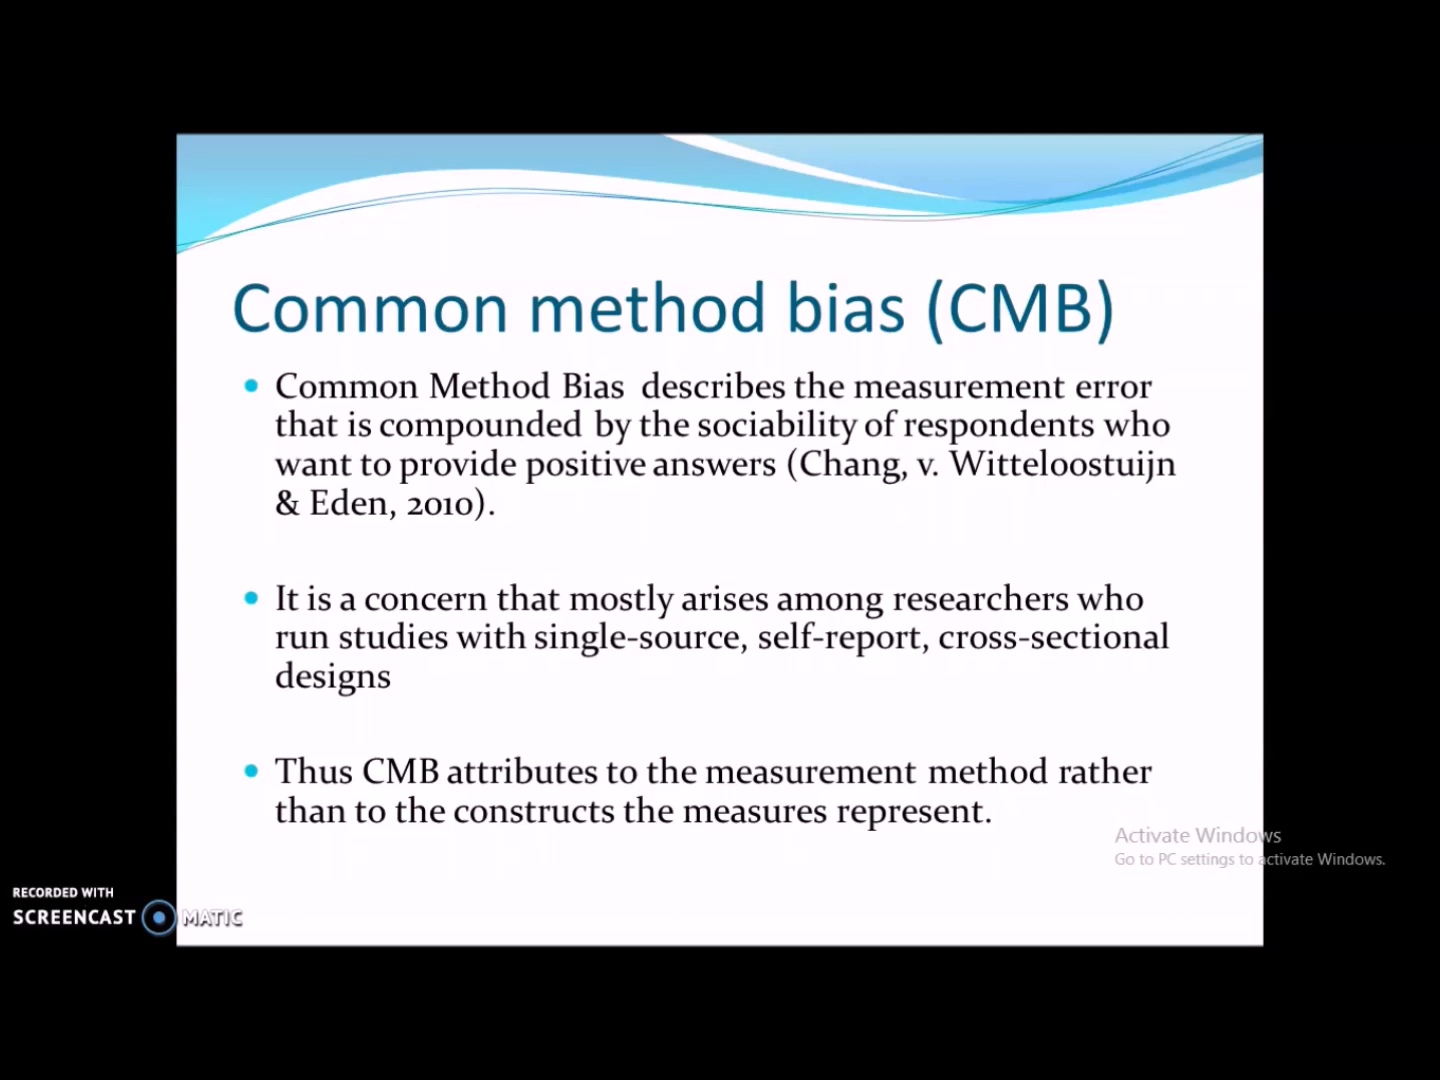 Common method bias (CMB)
Common Method Bias describes the measurement error
that is compounded by the sociability of respondents who
want to provide positive answers (Chang, v. Witteloostuijn
& Eden, 2010).
It is a concern that mostly arises among researchers who
run studies with single-source, self-report, cross-sectional
designs
Thus CMB attributes to the measurement method rather
than to the constructs the measures represent.
Activate Windows
Go to PC settings to activate Windows.
RECORDED WITH
SCREENCAST MATIC